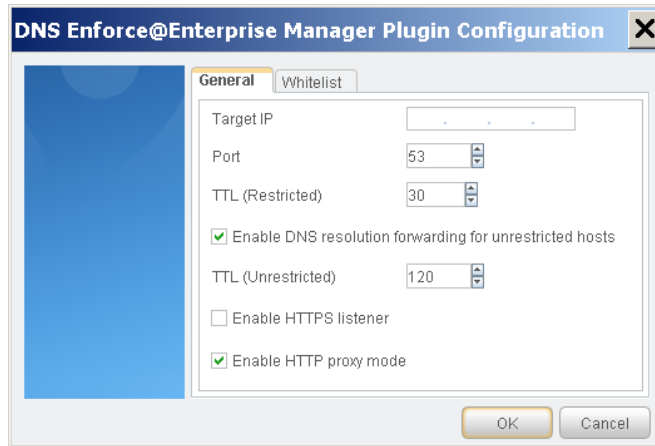 DNS Enforce@Enterprise Manager Plugin Configuration
General Whitelist
Target IP . . .
Port 53
TTL (Restricted) 30
Enable DNS resolution forwarding for unrestricted hosts
TTL (Unrestricted) 120
Enable HTTPS listener
Enable HTTP proxy mode
OK Cancel